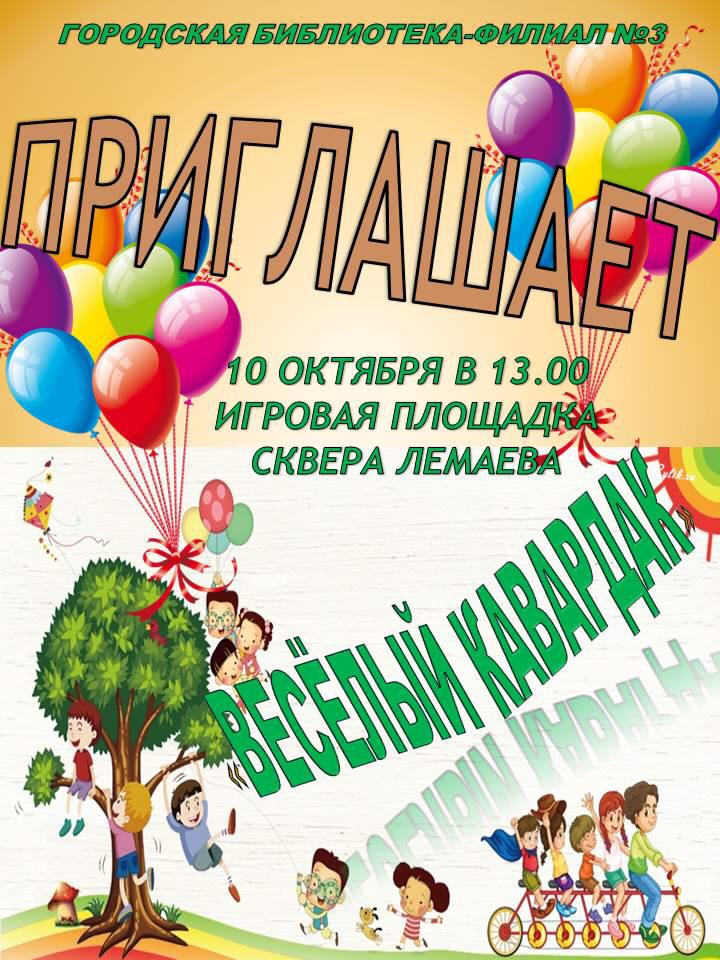 ГОРОДСКАЯ БИБЛИОТЕКА-ФИЛИАЛ №3
ПРИГЛАШАЕТ
10 ОКТЯБРЯ В 13.00
ИГРОВАЯ ПЛОЩАДКА
СКВЕРА ЛЕМАЕВА
«ВЕСЁЛЫЙ КАВАРДАК»